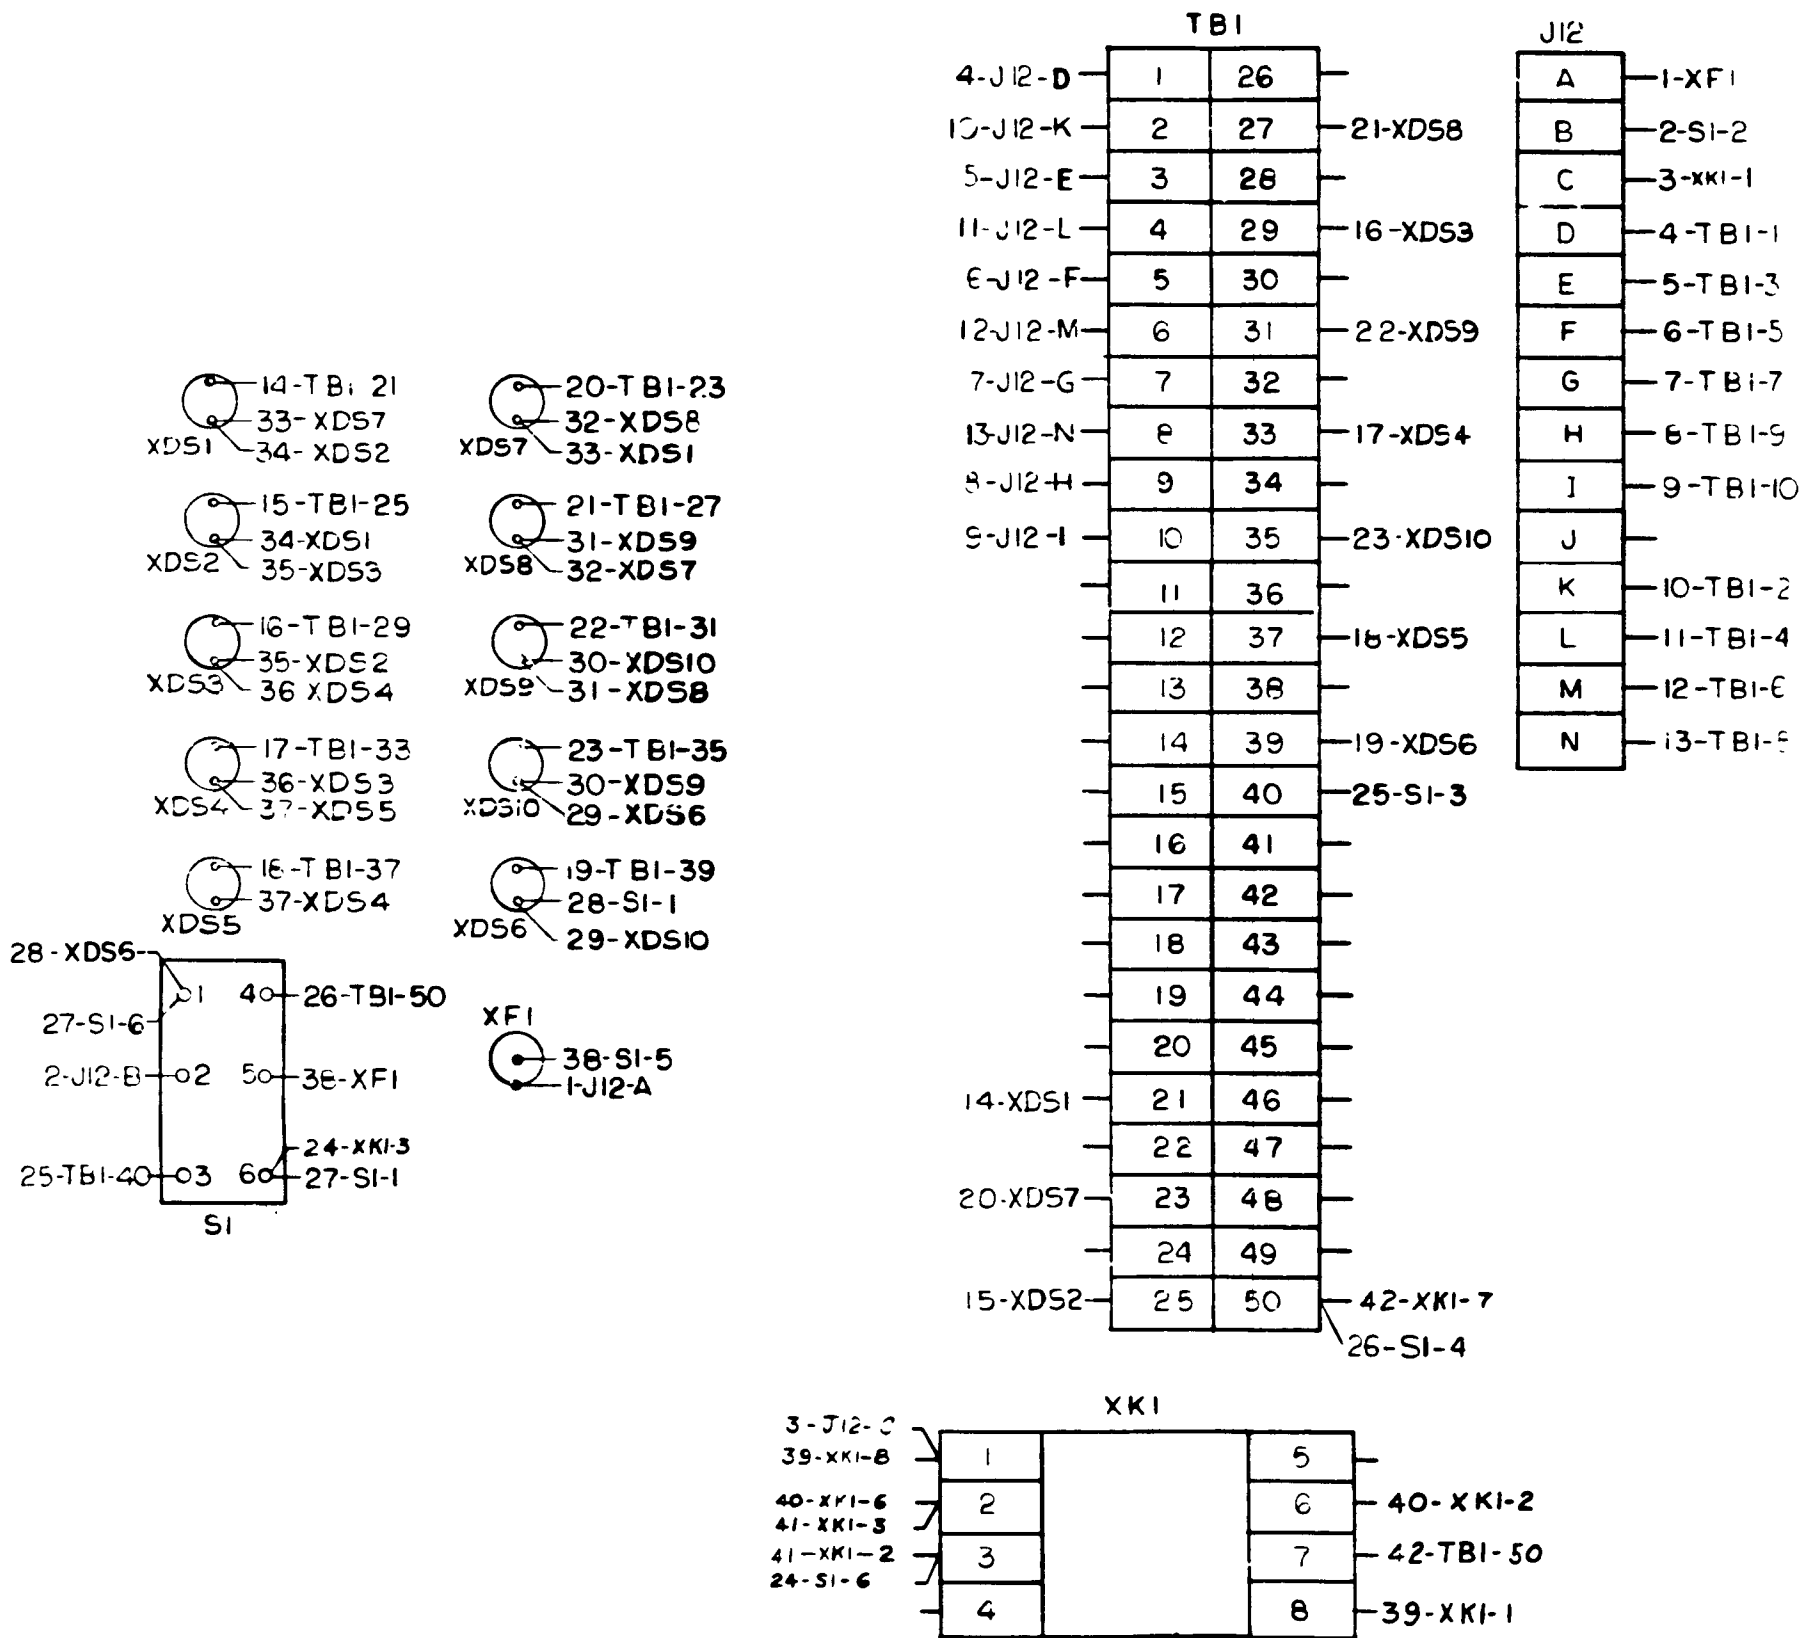 TB1
4-J12-D 1 26
10-J12-K 2 27 21-XDS8
5-J12-E 3 28
11-J12-L 4 29 16-XDS3
6-J12-F 5 30
12-J12-M 6 31 22-XDS9
7-J12-G 7 32
13-J12-N 8 33 17-XDS4
8-J12-H 9 34
9-J12-I 10 35 23-XDS10
11 36
12 37 18-XDS5
13 38
14 39 19-XDS6
15 40 25-S1-3
16 41
17 42
18 43
19 44
20 45
14-XDS1 21 46
22 47
20-XDS7 23 48
24 49
15-XDS2 25 50 42-XK1-7
26-S1-4
J12
A 1-XF1
B 2-S1-2
C 3-XK1-1
D 4-TB1-1
E 5-TB1-3
F 6-TB1-5
G 7-TB1-7
H 8-TB1-9
I 9-TB1-10
J
K 10-TB1-2
L 11-TB1-4
M 12-TB1-6
N 13-TB1-8
14-TB1 21
33-XDS7
XDS1 34-XDS2
20-TB1-23
32-XDS8
XDS7 33-XDS1
15-TB1-25
34-XDS1
XDS2 35-XDS3
21-TB1-27
31-XDS9
XDS8 32-XDS7
16-TB1-29
35-XDS2
XDS3 36 XDS4
22-TB1-31
30-XDS10
XDS9 31-XDS8
17-TB1-33
36-XDS3
XDS4 37-XDS5
23-TB1-35
30-XDS9
XDS10 29-XDS6
18-TB1-37
37-XDS4
XDS5
19-TB1-39
28-S1-1
XDS6 29-XDS10
28-XDS6
1 4 26-TB1-50
27-S1-6
2-J12-B 2 5 38-XF1
24-XK1-3
25-TB1-40 3 6 27-S1-1
S1
XF1
38-S1-5
1-J12-A
XK1
3-J12-C
39-XK1-8 1 5
40-XK1-6 2 6 40-XK1-2
41-XK1-3
41-XK1-2 3 7 42-TB1-50
24-S1-6
4 8 39-XK1-1